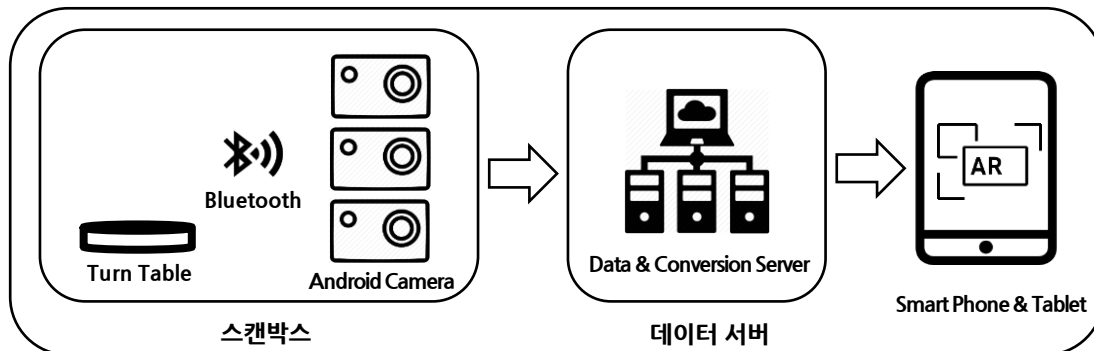 Bluetooth
Turn Table
Android Camera
스캔박스
Data & Conversion Server
데이터 서버
AR
Smart Phone & Tablet